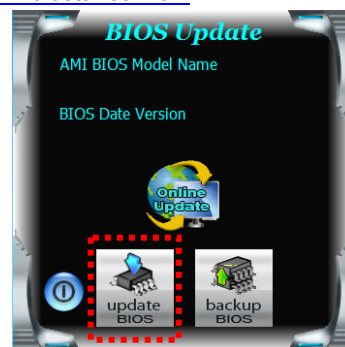 BIOS Update
AMI BIOS Model Name
BIOS Date Version
Online
Update
update
BIOS
backup
BIOS